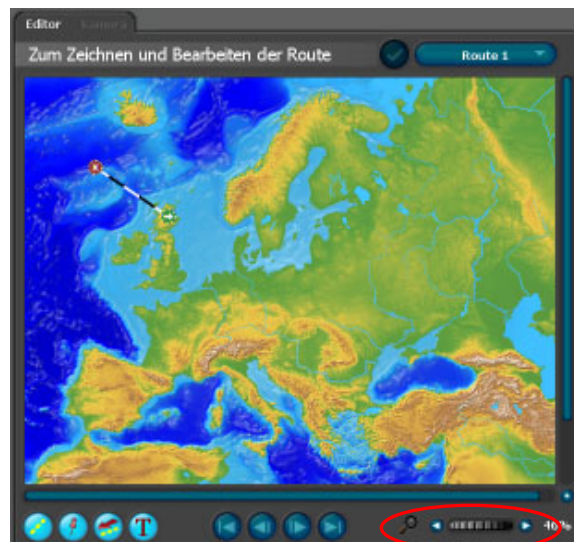 Editor Kamera
Zum Zeichnen und Bearbeiten der Route Route 1
T 46%